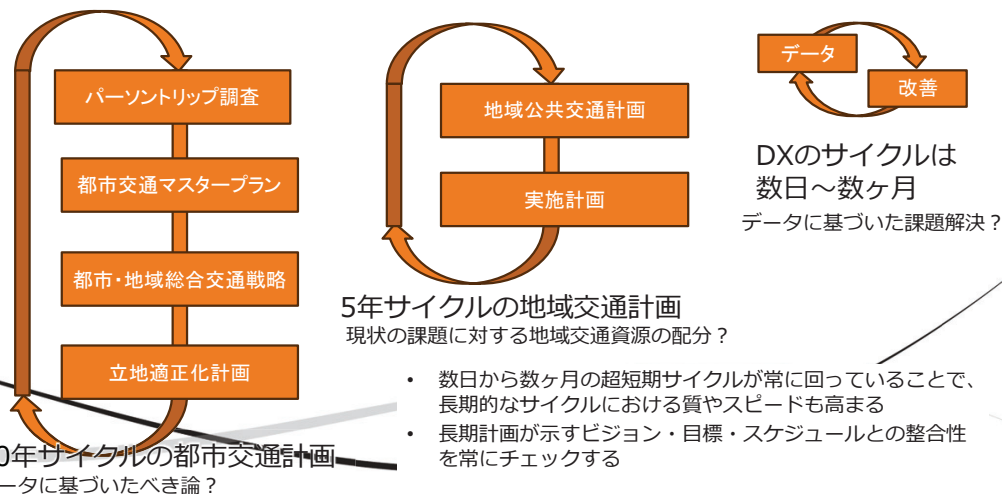 パーソントリップ調査
都市交通マスタープラン
都市・地域総合交通戦略
立地適正化計画
0年サイクルの都市交通計画
ータに基づいたべき論？
地域公共交通計画
実施計画
5年サイクルの地域交通計画
現状の課題に対する地域交通資源の配分？
データ
改善
DXのサイクルは
数日～数ヶ月
データに基づいた課題解決？
• 数日から数ヶ月の超短期サイクルが常に回っていることで、
長期的なサイクルにおける質やスピードも高まる
• 長期計画が示すビジョン・目標・スケジュールとの整合性
を常にチェックする